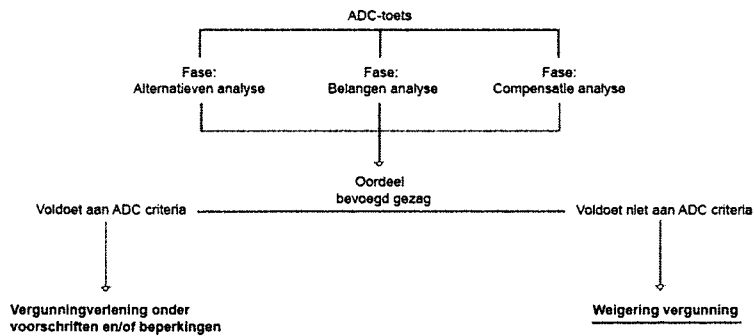 ADC-toets
Fase:
Alternatieven analyse
Fase:
Belangen analyse
Fase:
Compensatie analyse
Oordeel
bevoegd gezag
Voldoet aan ADC criteria
Voldoet niet aan ADC criteria
Vergunningverlening onder
voorschriften en/of beperkingen
Weigering vergunning